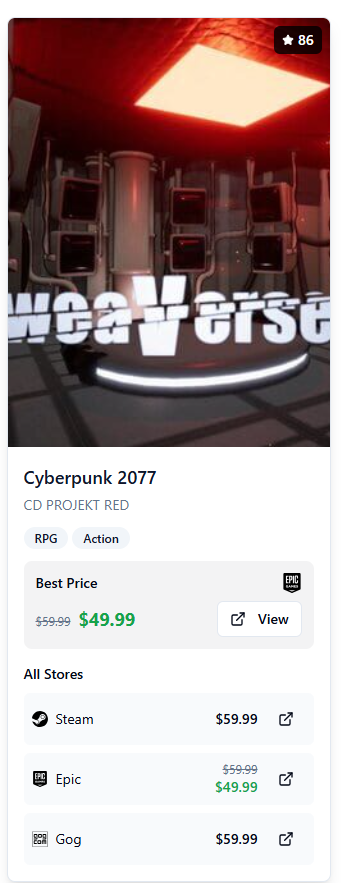 86
weaVerse
Cyberpunk 2077
CD PROJEKT RED
RPG Action
Best Price
EPIC
GAMES
$59.99 $49.99 View
All Stores
Steam $59.99
$59.99
EPIC Epic
$49.99
GOG
COM Gog $59.99